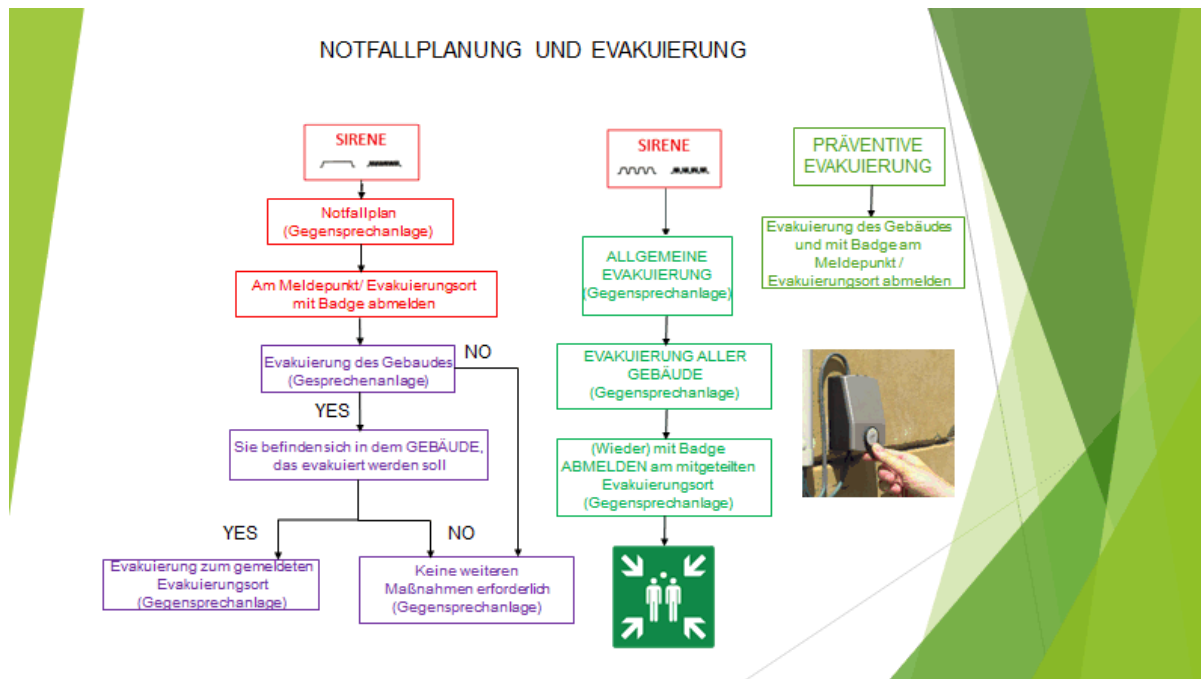 NOTFALLPLANUNG UND EVAKUIERUNG
SIRENE
Notfallplan
(Gegensprechanlage)
Am Meldepunkt/ Evakuierungsort
mit Badge abmelden
Evakuierung des Gebaudes
(Gesprechenanlage)
NO
YES
Sie befinden sich in dem GEBÄUDE,
das evakuiert werden soll
YES
NO
Evakuierung zum gemeldeten
Evakuierungsort
(Gegensprechanlage)
Keine weiteren
Maßnahmen erforderlich
(Gegensprechanlage)
SIRENE
ALLGEMEINE
EVAKUIERUNG
(Gegensprechanlage)
EVAKUIERUNG ALLER
GEBÄUDE
(Gegensprechanlage)
(Wieder) mit Badge
ABMELDEN am mitgeteilten
Evakuierungsort
(Gegensprechanlage)
PRÄVENTIVE
EVAKUIERUNG
Evakuierung des Gebäudes
und mit Badge am
Meldepunkt /
Evakuierungsort abmelden